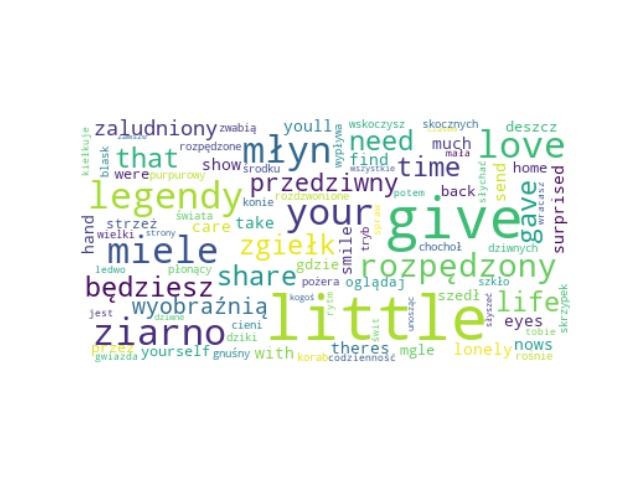 zaludniony zwabią youll wskoczysz skocznych deszcz
zawsze czasem
kiełkuje blask that rozpędzone młyn wypływa need much mała love
were purpurowy show środku find wszystkie time słychać send home surprised
legendy konie przedziwny rozdzwonione potem back gave wracasz
hand strzeż świata care take your spraw tryb give
wielki strony smile chochoł dziwnych
miele zgiełk gdzie rozpędzony
ledwo płonący share pożera oglądaj szkło
będziesz wyobraźnią kogoś rytm unosząc szedł słyszeć life skrzypek
jest dziwne cieni little eyes tobie
ziarno dziki świt nows
przez yourself gnuśny with theres mgle lonely rośnie
gwiazda korab codzienność